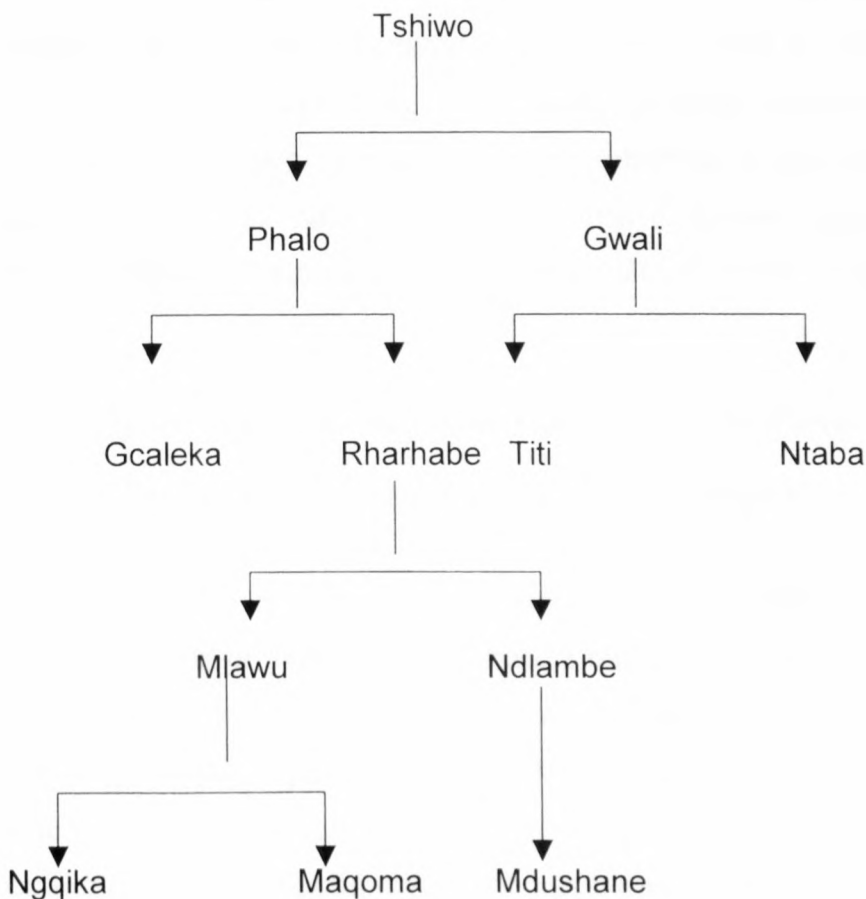 Tshiwo
Phalo Gwali
Gcaleka Rharhabe Titi Ntaba
Mlawu Ndlambe
Ngqika Maqoma Mdushane